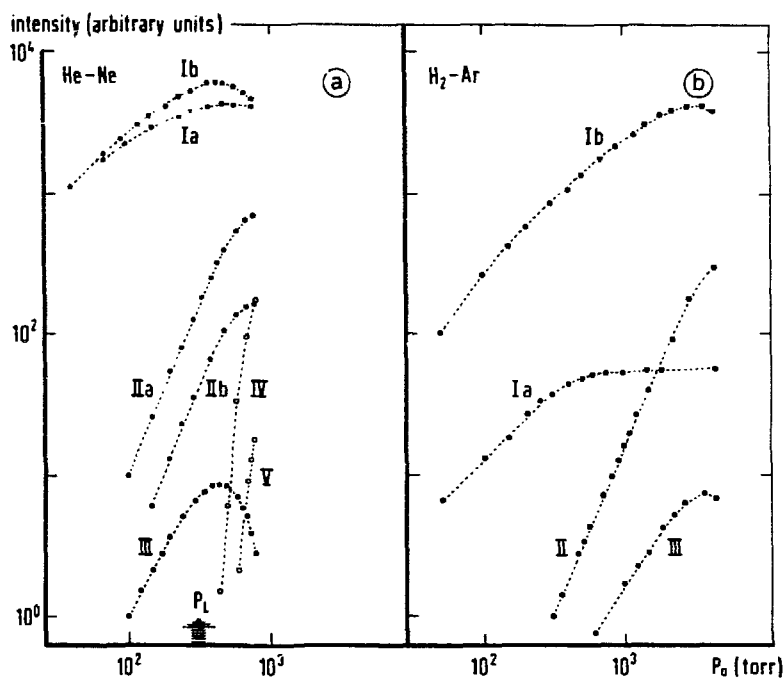 intensity (arbitrary units)
10⁴
He-Ne
ⓐ
Ib
Ia
10²
IIa
IIb
IV
V
III
P_L
10⁰
10²
10³
H₂-Ar
ⓑ
Ib
Ia
II
III
10²
10³
P₀ (torr)